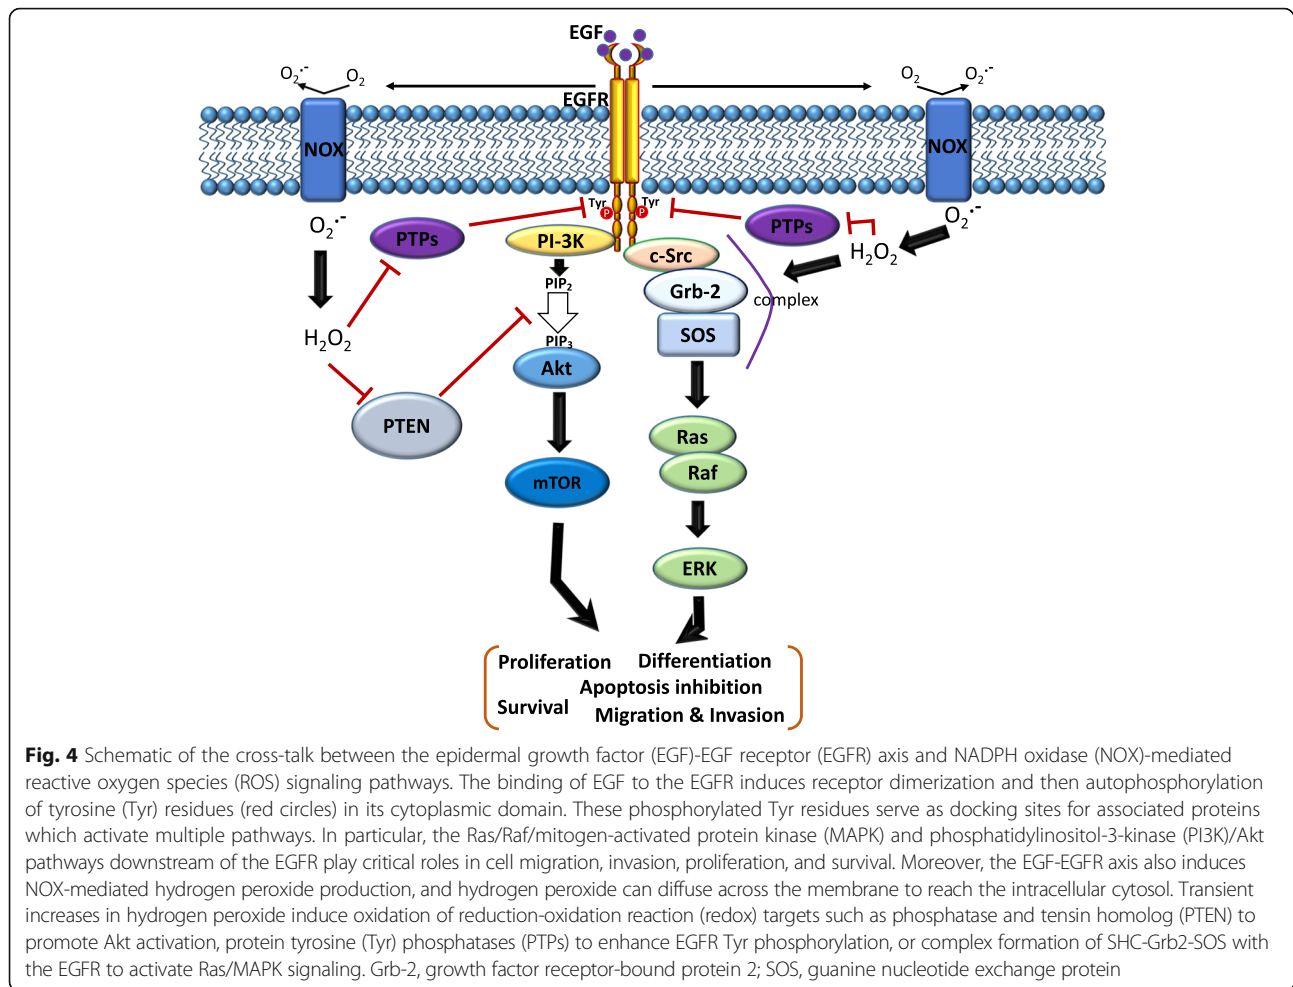 EGF
O₂·⁻ O₂
O₂ O₂·⁻
EGFR
NOX
NOX
Tyr P P Tyr
O₂·⁻
O₂·⁻
PTPs
PI-3K
PTPs
H₂O₂
c-Src
PIP₂
Grb-2
complex
H₂O₂
SOS
PIP₃
Akt
PTEN
Ras
Raf
mTOR
ERK
Proliferation Differentiation
Apoptosis inhibition
Survival
Migration & Invasion
Fig. 4 Schematic of the cross-talk between the epidermal growth factor (EGF)-EGF receptor (EGFR) axis and NADPH oxidase (NOX)-mediated
reactive oxygen species (ROS) signaling pathways. The binding of EGF to the EGFR induces receptor dimerization and then autophosphorylation
of tyrosine (Tyr) residues (red circles) in its cytoplasmic domain. These phosphorylated Tyr residues serve as docking sites for associated proteins
which activate multiple pathways. In particular, the Ras/Raf/mitogen-activated protein kinase (MAPK) and phosphatidylinositol-3-kinase (PI3K)/Akt
pathways downstream of the EGFR play critical roles in cell migration, invasion, proliferation, and survival. Moreover, the EGF-EGFR axis also induces
NOX-mediated hydrogen peroxide production, and hydrogen peroxide can diffuse across the membrane to reach the intracellular cytosol. Transient
increases in hydrogen peroxide induce oxidation of reduction-oxidation reaction (redox) targets such as phosphatase and tensin homolog (PTEN) to
promote Akt activation, protein tyrosine (Tyr) phosphatases (PTPs) to enhance EGFR Tyr phosphorylation, or complex formation of SHC-Grb2-SOS with
the EGFR to activate Ras/MAPK signaling. Grb-2, growth factor receptor-bound protein 2; SOS, guanine nucleotide exchange protein